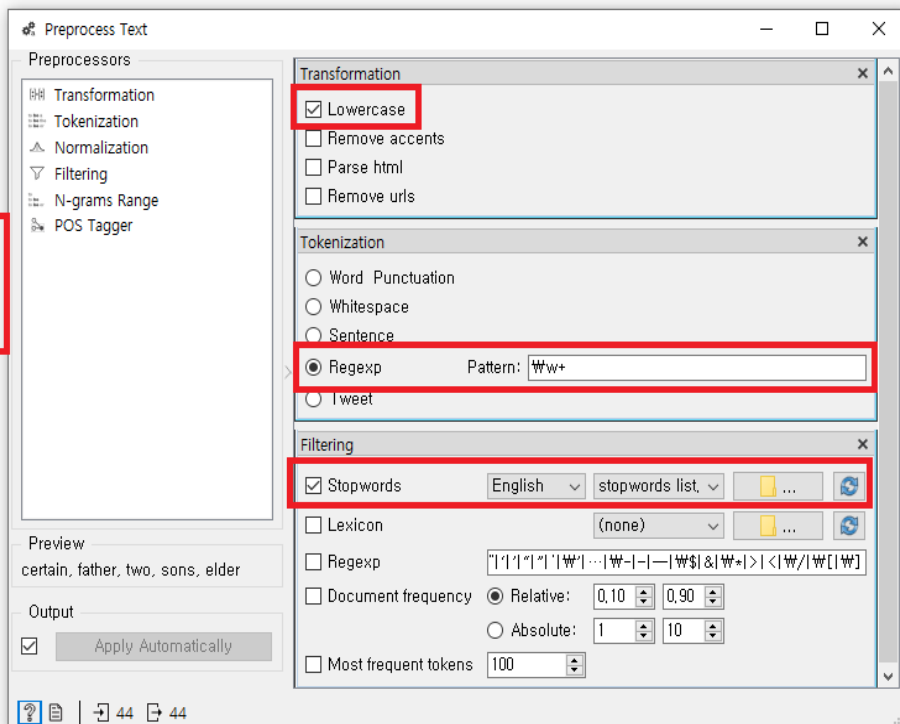 Preprocess Text
Preprocessors
Transformation
Tokenization
Normalization
Filtering
N-grams Range
POS Tagger
Transformation
Lowercase
Remove accents
Parse html
Remove urls
Tokenization
Word Punctuation
Whitespace
Sentence
Regexp Pattern: ₩w+
Tweet
Filtering
Stopwords English stopwords list, ...
Lexicon (none) ...
Regexp
Document frequency Relative: 0,10 0,90
Absolute: 1 10
Most frequent tokens 100
Preview
certain, father, two, sons, elder
Output
Apply Automatically
? 44 44